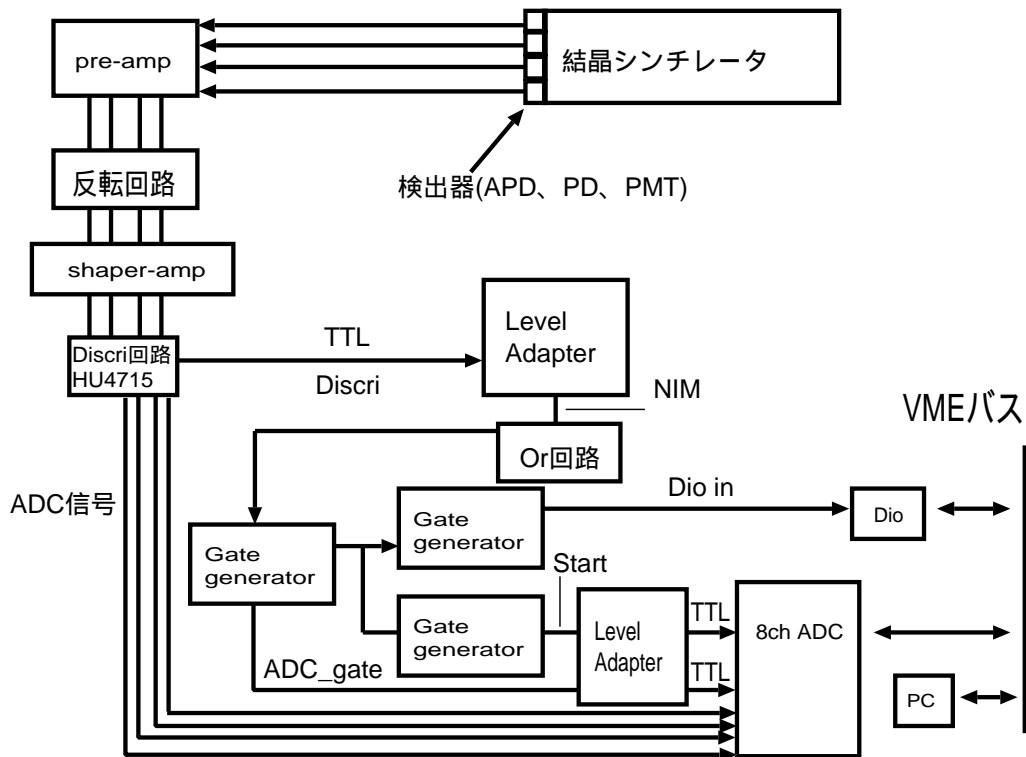 pre-amp
結晶シンチレータ
反転回路
検出器(APD、PD、PMT)
shaper-amp
Discri回路
HU4715
TTL
Discri
Level
Adapter
NIM
VMEバス
Or回路
ADC信号
Dio in
Gate
generator
Dio
Gate
generator
Start
Gate
generator
Level
Adapter
TTL
8ch ADC
ADC_gate
TTL
PC